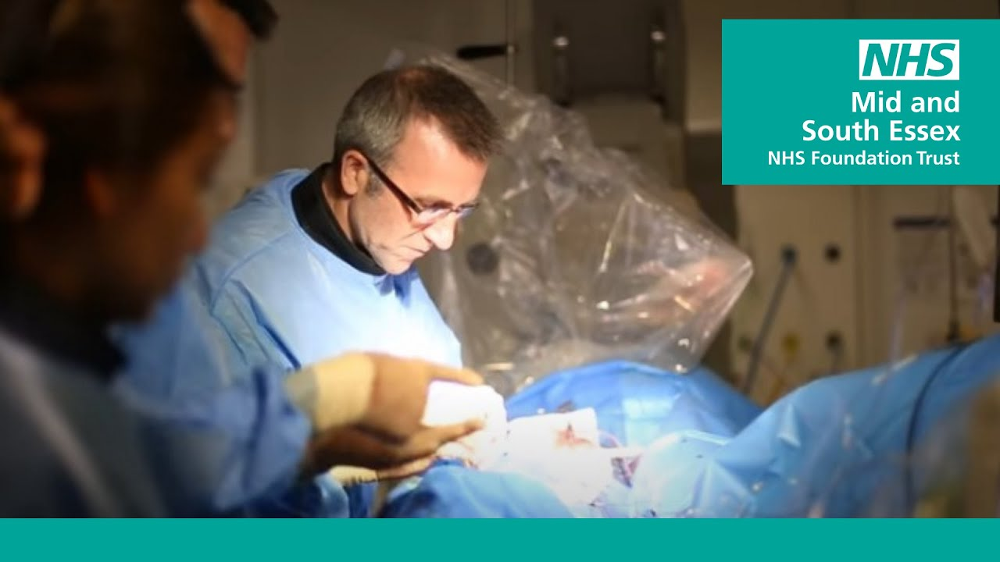 NHS
Mid and
South Essex
NHS Foundation Trust